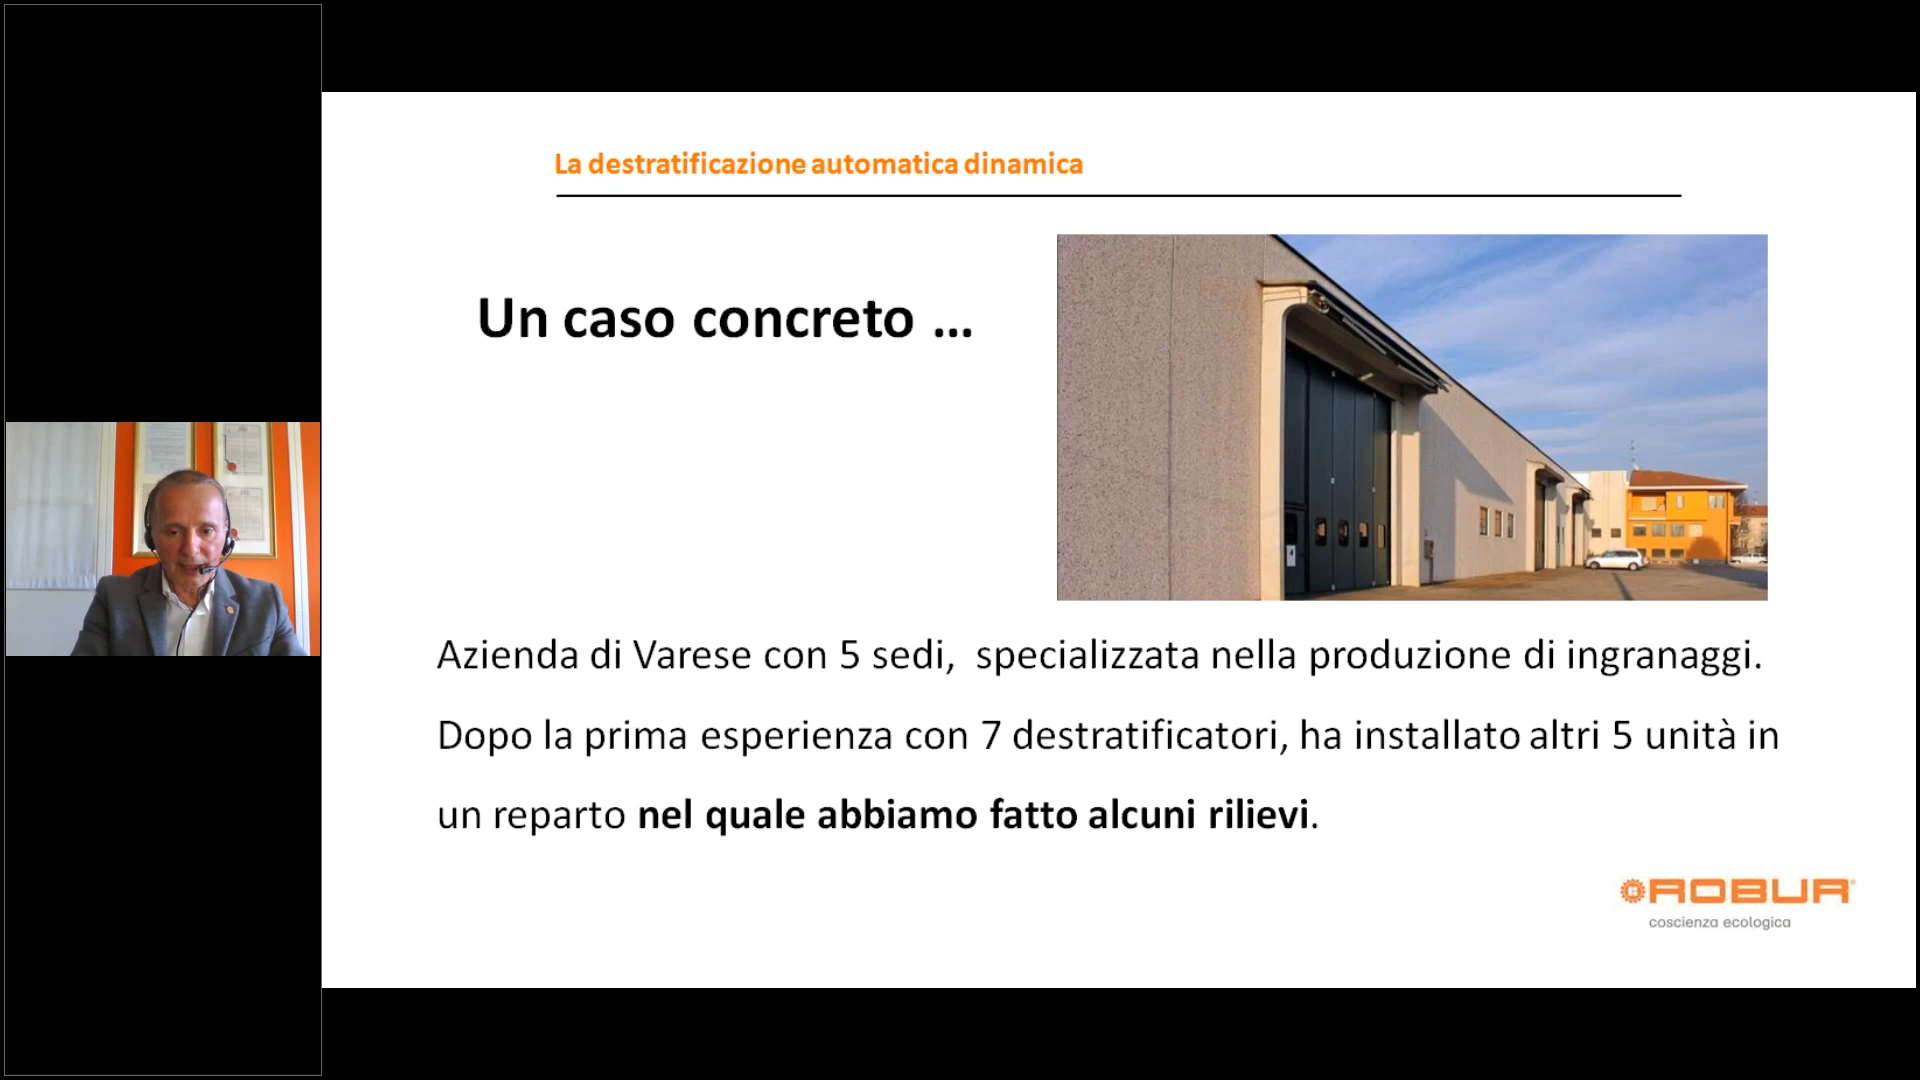 La destratificazione automatica dinamica
Un caso concreto ...
Azienda di Varese con 5 sedi, specializzata nella produzione di ingranaggi.
Dopo la prima esperienza con 7 destratificatori, ha installato altri 5 unità in
un reparto nel quale abbiamo fatto alcuni rilievi.
ROBUR
coscienza ecologica